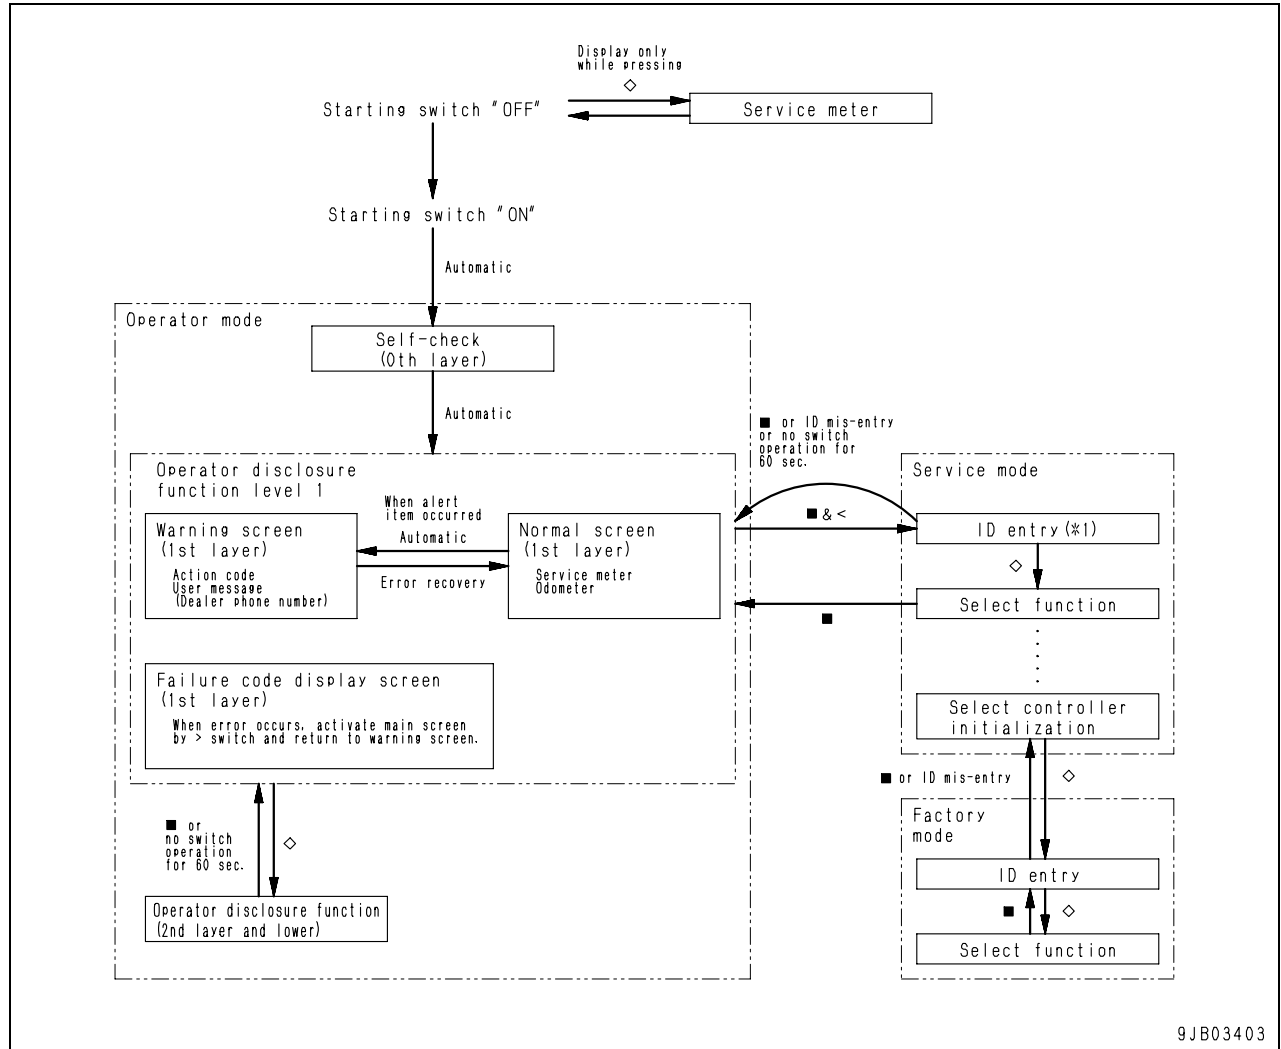 Display only
while pressing
◇
Starting switch "OFF"
Service meter
Starting switch "ON"
Automatic
Operator mode
Self-check
(0th layer)
Automatic
■ or ID mis-entry
or no switch
operation for
60 sec.
Operator disclosure
function level 1
When alert
item occurred
Automatic
Error recovery
Warning screen
(1st layer)
Action code
User message
(Dealer phone number)
Normal screen
(1st layer)
Service meter
Odometer
■ & <
■
Failure code display screen
(1st layer)
When error occurs, activate main screen
by > switch and return to warning screen.
■ or
no switch
operation
for 60 sec.
◇
Operator disclosure function
(2nd layer and lower)
Service mode
ID entry(*1)
◇
Select function
Select controller
initialization
■ or ID mis-entry
◇
Factory
mode
ID entry
■ ◇
Select function
9JB03403